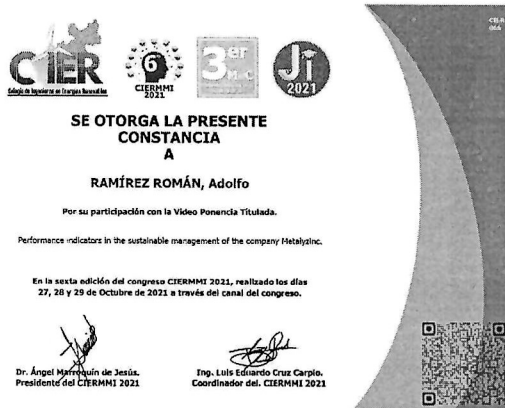 CIER
Colegio de Ingenieros en Energías Renovables
6
CIERMMI
2021
3er
JI
2021
SE OTORGA LA PRESENTE
CONSTANCIA
A
RAMÍREZ ROMÁN, Adolfo
Por su participación con la Video Ponencia Titulada.
Performance indicators in the sustainable management of the company Metalyzinc.
En la sexta edición del congreso CIERMMI 2021, realizado los días
27, 28 y 29 de Octubre de 2021 a través del canal del congreso.
Dr. Ángel Marroquín de Jesús.
Presidente del CIERMMI 2021
Ing. Luis Eduardo Cruz Carpio.
Coordinador del. CIERMMI 2021